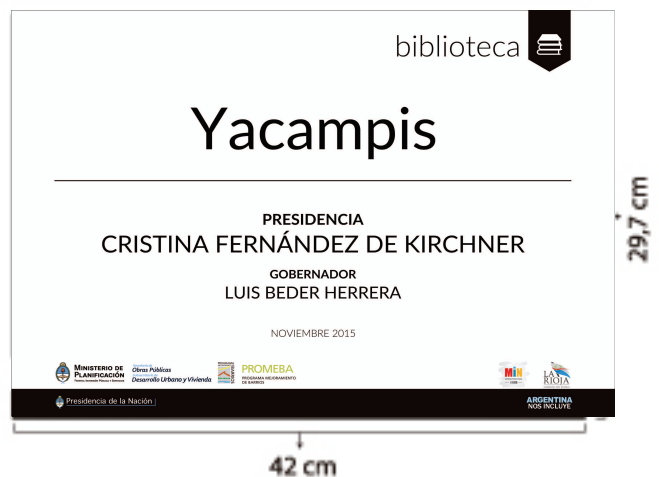 biblioteca
Yacampis
PRESIDENCIA
CRISTINA FERNÁNDEZ DE KIRCHNER
GOBERNADOR
LUIS BEDER HERRERA
NOVIEMBRE 2015
MINISTERIO DE
PLANIFICACIÓN
Obras Públicas
Desarrollo Urbano y Vivienda
PROMEBA
PROGRAMA MEJORAMIENTO
DE BARRIOS
MIN
LA
RIOJA
Presidencia de la Nación
ARGENTINA
NOS INCLUYE
29,7 cm
42 cm